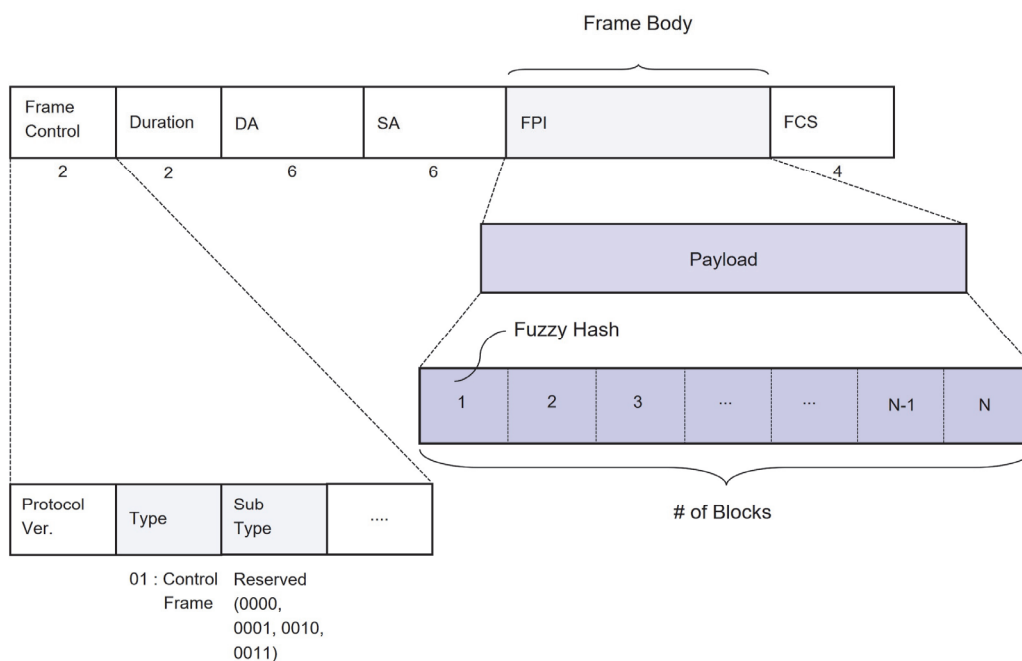 Frame Body
Frame
Control
Duration
DA
SA
FPI
FCS
2
2
6
6
4
Payload
Fuzzy Hash
1
2
3
...
...
N-1
N
# of Blocks
Protocol
Ver.
Type
Sub
Type
....
01 : Control
Frame
Reserved
(0000,
0001, 0010,
0011)